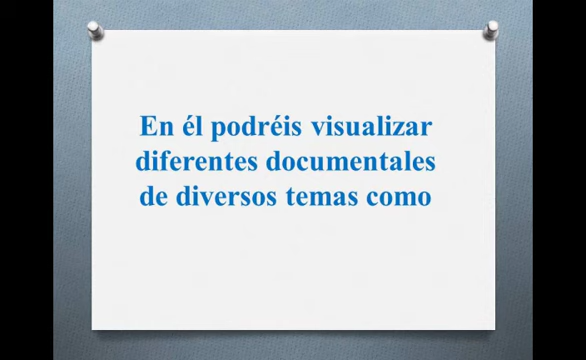 En él podréis visualizar
diferentes documentales
de diversos temas como